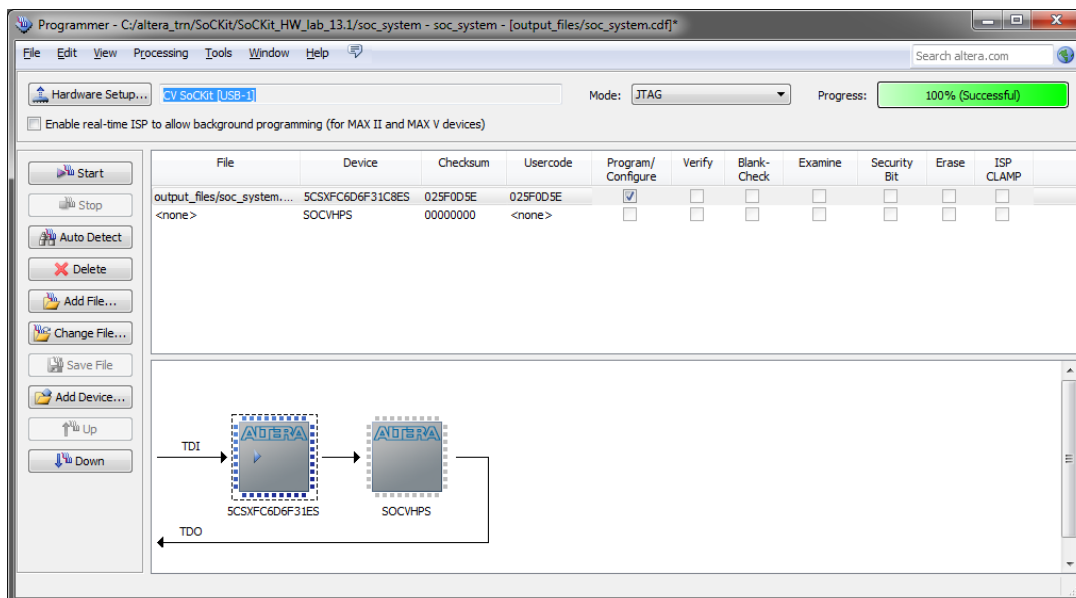 Programmer - C:/altera_trn/SoCKit/SoCKit_HW_lab_13.1/soc_system - soc_system - [output_files/soc_system.cdf]*
File Edit View Processing Tools Window Help Search altera.com
Hardware Setup... CV SoCKit [USB-1] Mode: JTAG Progress: 100% (Successful)
Enable real-time ISP to allow background programming (for MAX II and MAX V devices)
Start
Stop
Auto Detect
Delete
Add File...
Change File...
Save File
Add Device...
Up
Down
File Device Checksum Usercode Program/ Configure Verify Blank- Check Examine Security Bit Erase ISP CLAMP
output_files/soc_system.... 5CSXFC6D6F31C8ES 025F0D5E 025F0D5E
<none> SOCVHPS 00000000 <none>
ALTERA ALTERA
TDI
5CSXFC6D6F31ES SOCVHPS
TDO